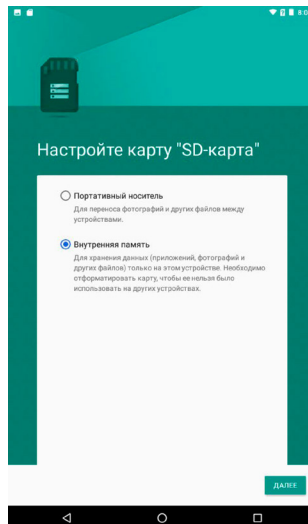 8:0
Настройте карту "SD-карта"
Портативный носитель
Для переноса фотографий и других файлов между
устройствами.
Внутренняя память
Для хранения данных (приложений, фотографий и
других файлов) только на этом устройстве. Необходимо
отформатировать карту, чтобы ее нельзя было
использовать на других устройствах.
ДАЛЕЕ